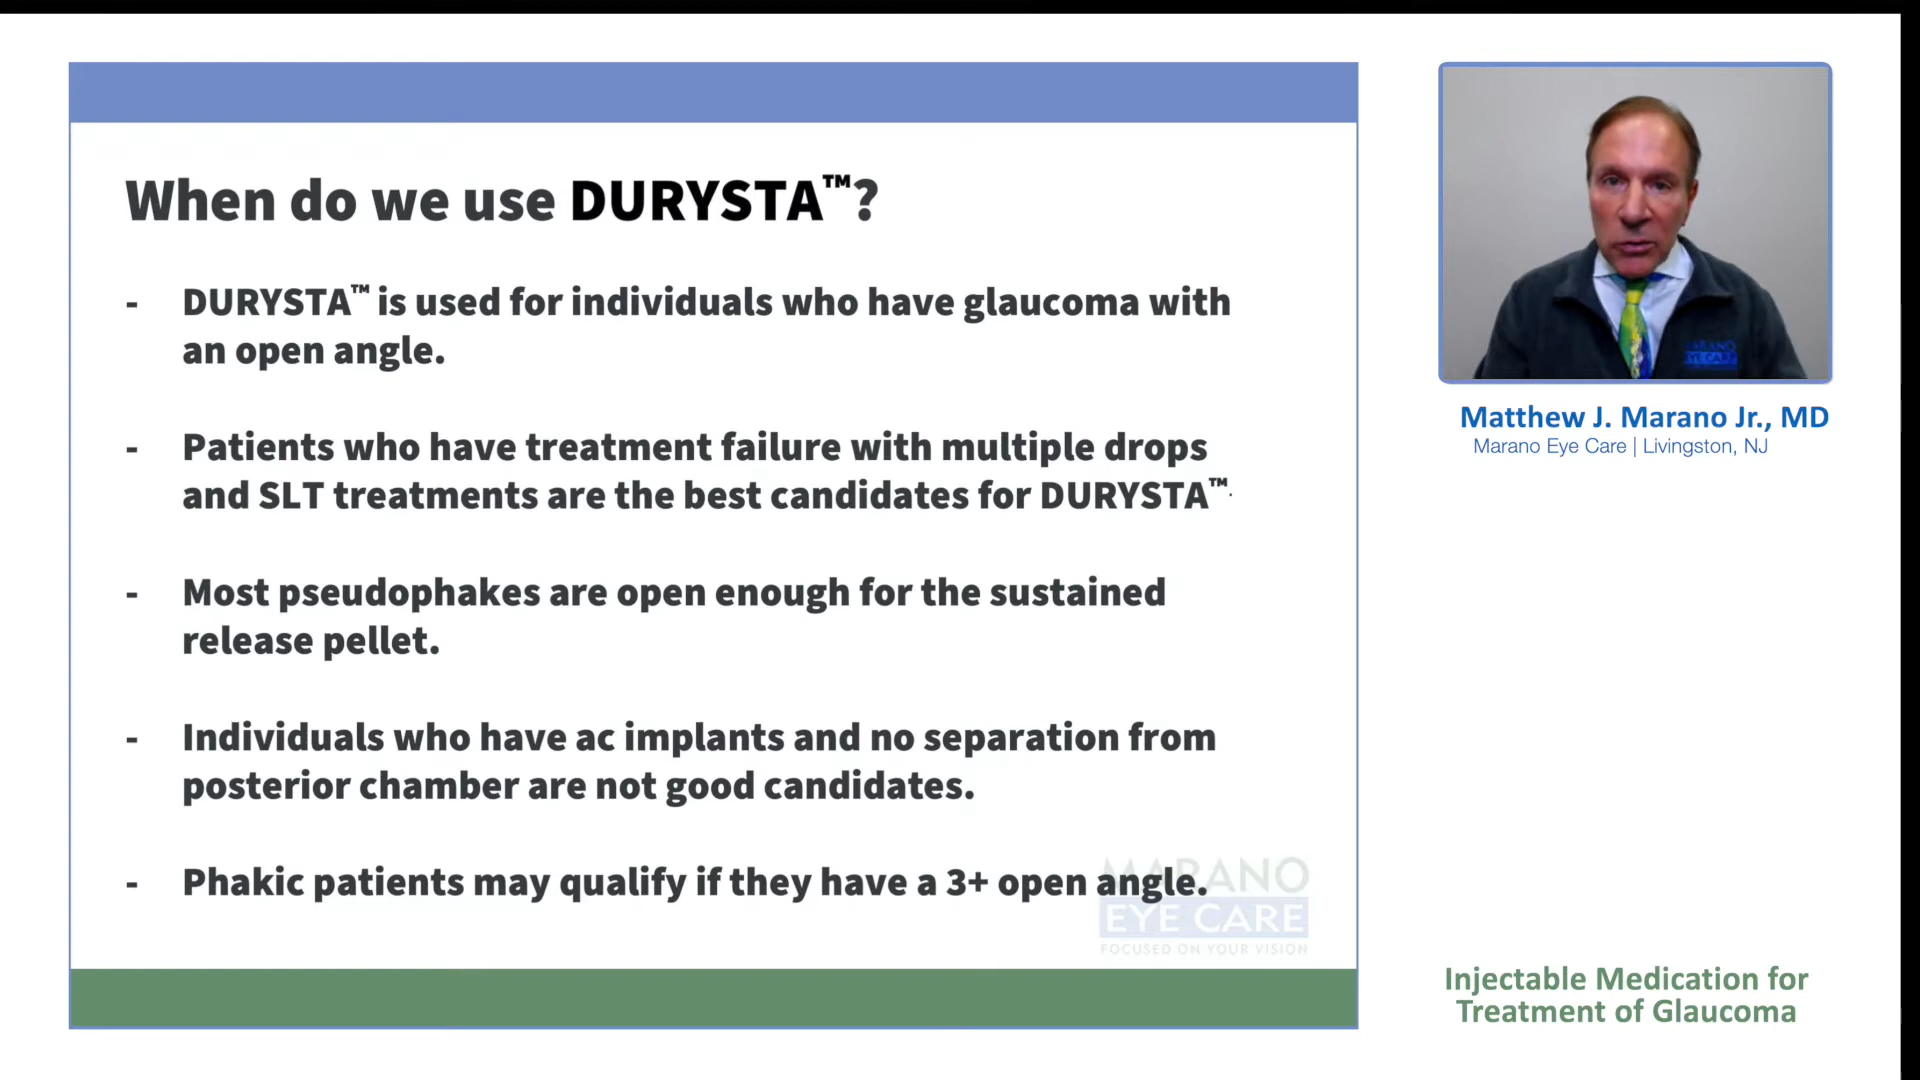 When do we use DURYSTA™?
- DURYSTA™ is used for individuals who have glaucoma with
an open angle.
- Patients who have treatment failure with multiple drops
and SLT treatments are the best candidates for DURYSTA™.
- Most pseudophakes are open enough for the sustained
release pellet.
- Individuals who have ac implants and no separation from
posterior chamber are not good candidates.
- Phakic patients may qualify if they have a 3+ open angle.
MARANO
EYE CARE
FOCUSED ON YOUR VISION
MARANO
EYE CARE
Matthew J. Marano Jr., MD
Marano Eye Care | Livingston, NJ
Injectable Medication for
Treatment of Glaucoma